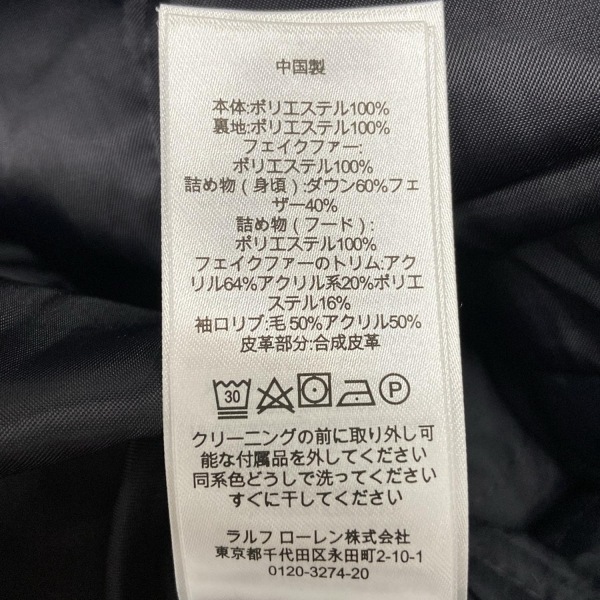 中国製
本体:ポリエステル100%
裏地:ポリエステル100%
フェイクファー:
ポリエステル100%
詰め物(身頃):ダウン60%フェ
ザー40%
詰め物(フード):
ポリエステル100%
フェイクファーのトリム:アク
リル64%アクリル系20%ポリエ
ステル16%
袖口リブ:毛50%アクリル50%
皮革部分:合成皮革
30 P
クリーニングの前に取り外し可
能な付属品を外してください
同系色どうしで洗ってください
すぐに干してください
ラルフ ローレン株式会社
東京都千代田区永田町2-10-1
0120-3274-20